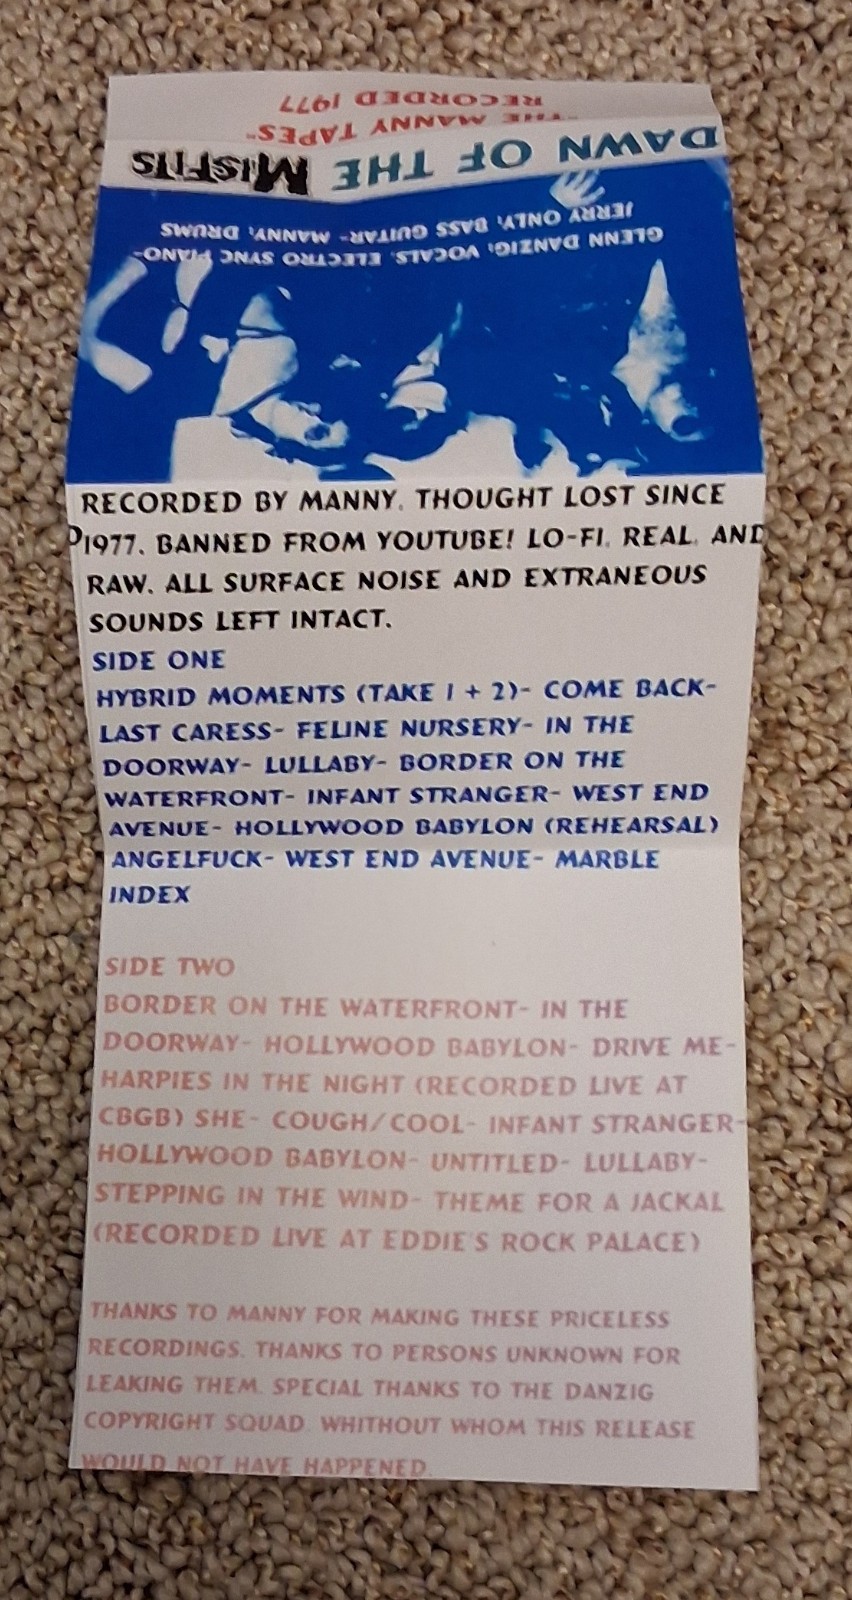 "THE MANNY TAPES"
RECORDED 1977
DAWN OF THE MISFITS
GLENN DANZIG; VOCALS, ELECTRO SYNC PIANO-
JERRY ONLY; BASS GUITAR- MANNY; DRUMS
RECORDED BY MANNY. THOUGHT LOST SINCE
1977. BANNED FROM YOUTUBE! LO-FI, REAL, AND
RAW. ALL SURFACE NOISE AND EXTRANEOUS
SOUNDS LEFT INTACT.
SIDE ONE
HYBRID MOMENTS (TAKE 1 + 2)- COME BACK-
LAST CARESS- FELINE NURSERY- IN THE
DOORWAY- LULLABY- BORDER ON THE
WATERFRONT- INFANT STRANGER- WEST END
AVENUE- HOLLYWOOD BABYLON (REHEARSAL)
ANGELFUCK- WEST END AVENUE- MARBLE
INDEX
SIDE TWO
BORDER ON THE WATERFRONT- IN THE
DOORWAY- HOLLYWOOD BABYLON- DRIVE ME-
HARPIES IN THE NIGHT (RECORDED LIVE AT
CBGB) SHE- COUGH/COOL- INFANT STRANGER-
HOLLYWOOD BABYLON- UNTITLED- LULLABY-
STEPPING IN THE WIND- THEME FOR A JACKAL
(RECORDED LIVE AT EDDIE'S ROCK PALACE)
THANKS TO MANNY FOR MAKING THESE PRICELESS
RECORDINGS. THANKS TO PERSONS UNKNOWN FOR
LEAKING THEM. SPECIAL THANKS TO THE DANZIG
COPYRIGHT SQUAD, WHITHOUT WHOM THIS RELEASE
WOULD NOT HAVE HAPPENED.